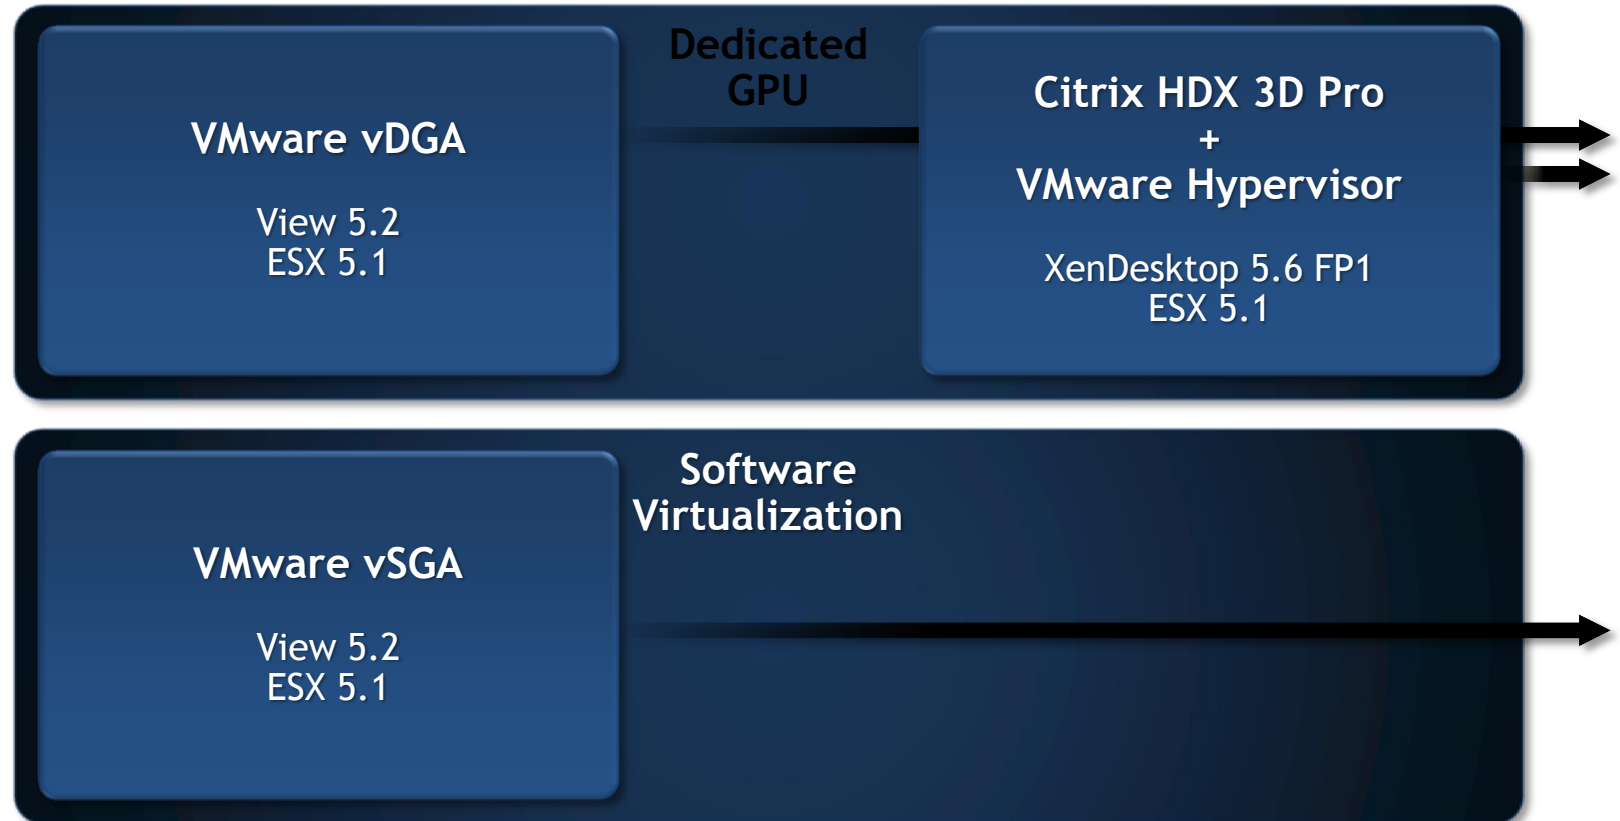 VMware vDGA
View 5.2
ESX 5.1
Dedicated
GPU
Citrix HDX 3D Pro
+
VMware Hypervisor
XenDesktop 5.6 FP1
ESX 5.1
VMware vSGA
View 5.2
ESX 5.1
Software
Virtualization